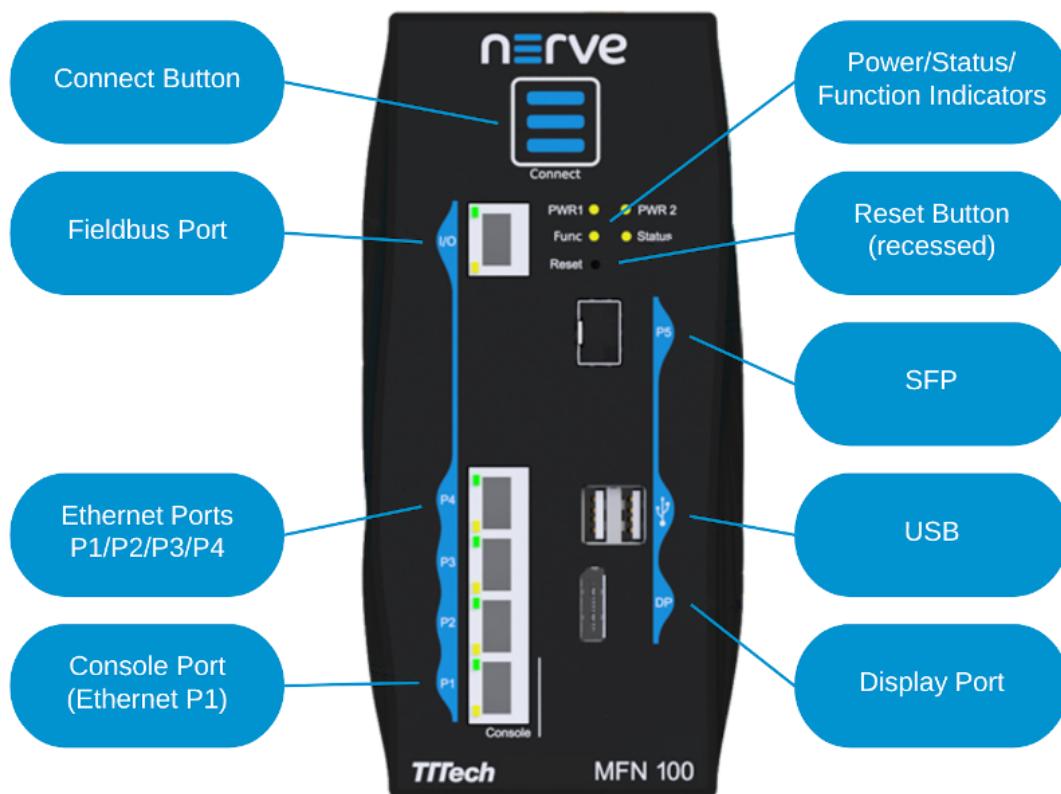 nerve
Connect Button
Power/Status/
Function Indicators
Connect
Fieldbus Port
I/O
PWR1
PWR 2
Func
Status
Reset
Reset Button
(recessed)
P5
SFP
Ethernet Ports
P1/P2/P3/P4
P4
P3
P2
P1
USB
DP
Console Port
(Ethernet P1)
Display Port
Console
TTTech
MFN 100